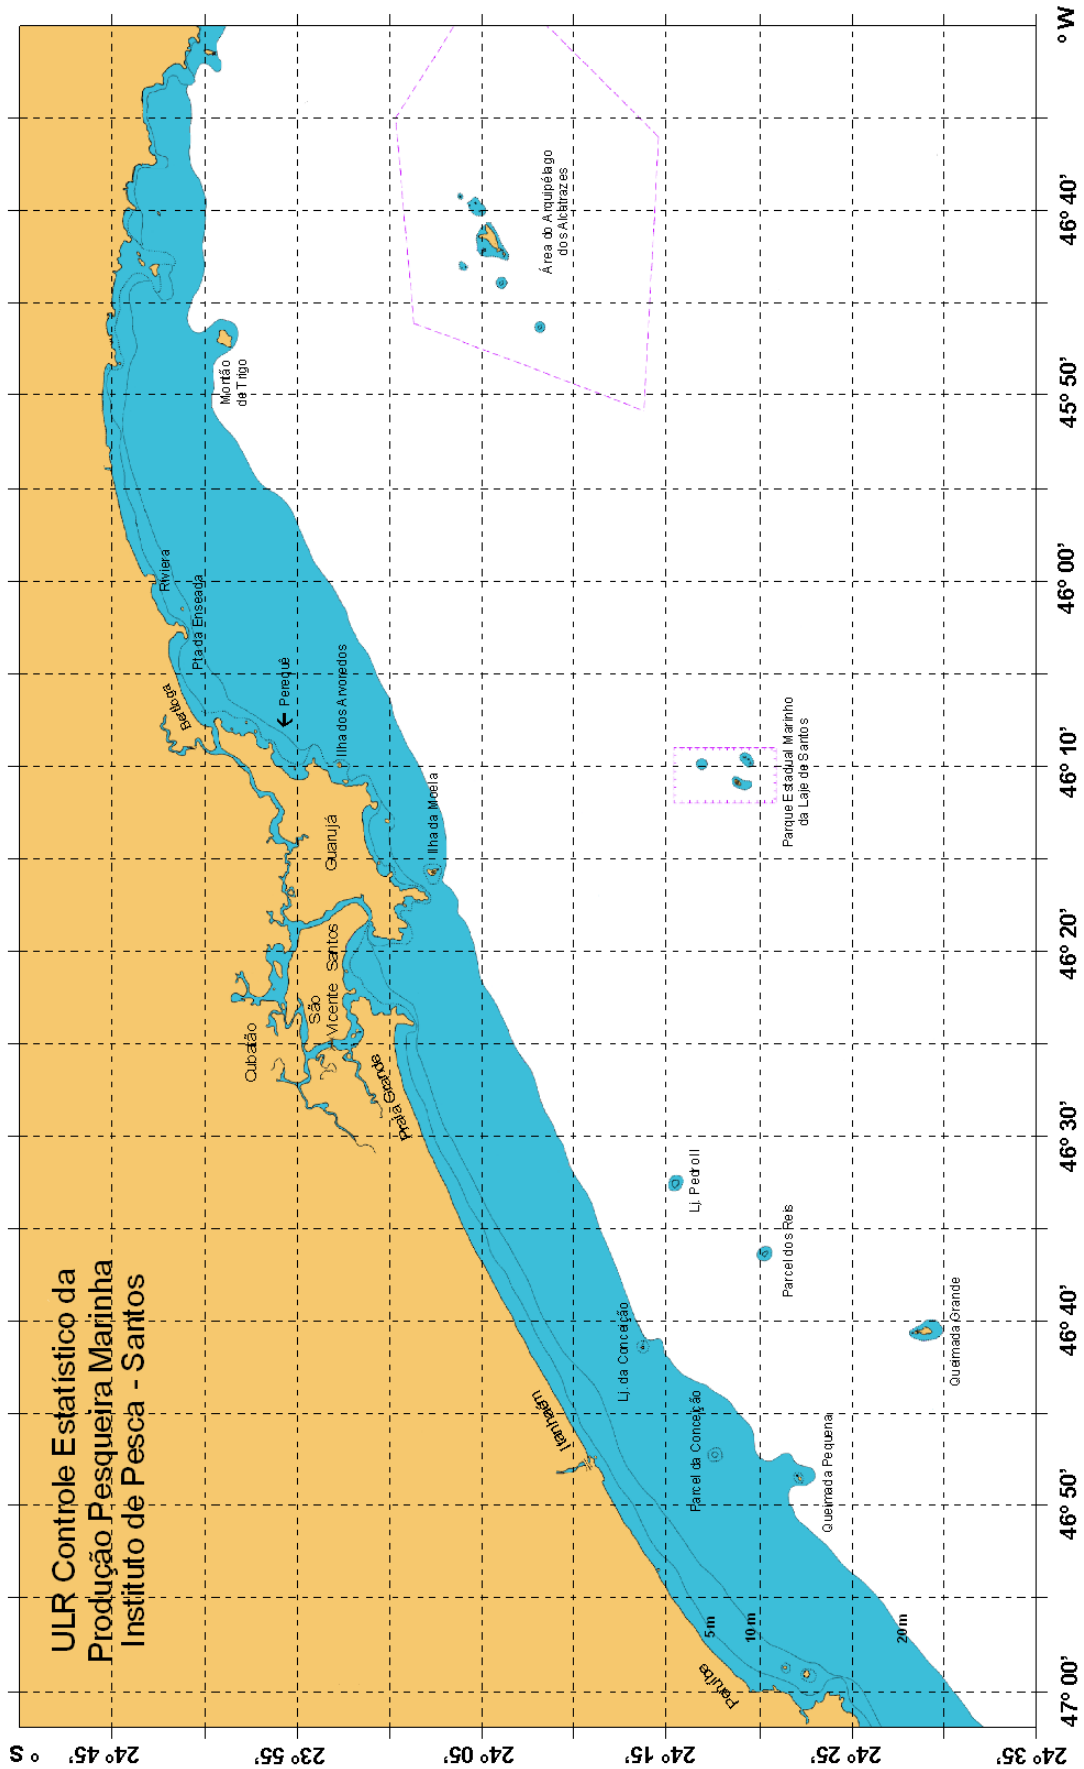 ULR Controle Estatístico da
Produção Pesqueira Marinha
Instituto de Pesca - Santos
° S
24° 45'
23° 55'
24° 05'
24° 15'
24° 25'
24° 35'
47° 00'
46° 50'
46° 40'
46° 30'
46° 20'
46° 10'
46° 00'
45° 50'
46° 40'
° W
Riviera
Pta da Enseada
Bertioga
Perequê
Ilha dos Arvoredos
Ilha da Moela
Guarujá
Santos
São
Vicente
Cubatão
Praia Grande
Itanhaém
Peruíbe
Montão
de Trigo
Área do Arquipélago
dos Alcatrazes
Parque Estadual Marinho
da Laje de Santos
Lj. Pedro II
Parcel dos Reis
Queimada Grande
Lj. da Conceição
Parcel da Conceição
Queimada Pequena
5 m
10 m
20 m